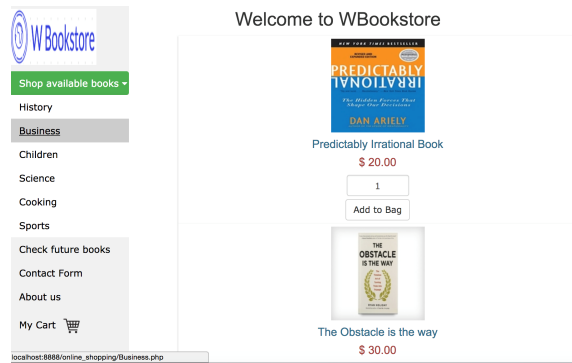 W Bookstore
Shop available books
History
Business
Children
Science
Cooking
Sports
Check future books
Contact Form
About us
My Cart
localhost:8888/online_shopping/Business.php
Welcome to WBookstore
NEW YORK TIMES BESTSELLER
PREDICTABLY
IRRATIONAL
The Hidden Forces That
Shape Our Decisions
DAN ARIELY
Predictably Irrational Book
$ 20.00
1
Add to Bag
THE
OBSTACLE
IS THE WAY
The Obstacle is the way
$ 30.00